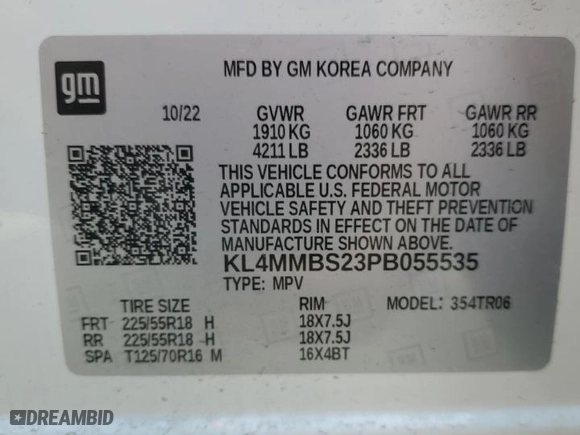 gm
MFD BY GM KOREA COMPANY
10/22 GVWR GAWR FRT GAWR RR
1910 KG 1060 KG 1060 KG
4211 LB 2336 LB 2336 LB
THIS VEHICLE CONFORMS TO ALL
APPLICABLE U.S. FEDERAL MOTOR
VEHICLE SAFETY AND THEFT PREVENTION
STANDARDS IN EFFECT ON THE DATE OF
MANUFACTURE SHOWN ABOVE.
KL4MMBS23PB055535
TYPE: MPV
TIRE SIZE RIM MODEL: 354TR06
FRT 225/55R18 H 18X7.5J
RR 225/55R18 H 18X7.5J
SPA T125/70R16 M 16X4BT
DREAMBID